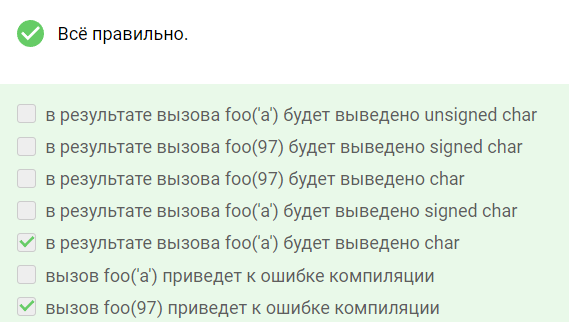 Всё правильно.
в результате вызова foo('a') будет выведено unsigned char
в результате вызова foo(97) будет выведено signed char
в результате вызова foo(97) будет выведено char
в результате вызова foo('a') будет выведено signed char
в результате вызова foo('a') будет выведено char
вызов foo('a') приведет к ошибке компиляции
вызов foo(97) приведет к ошибке компиляции